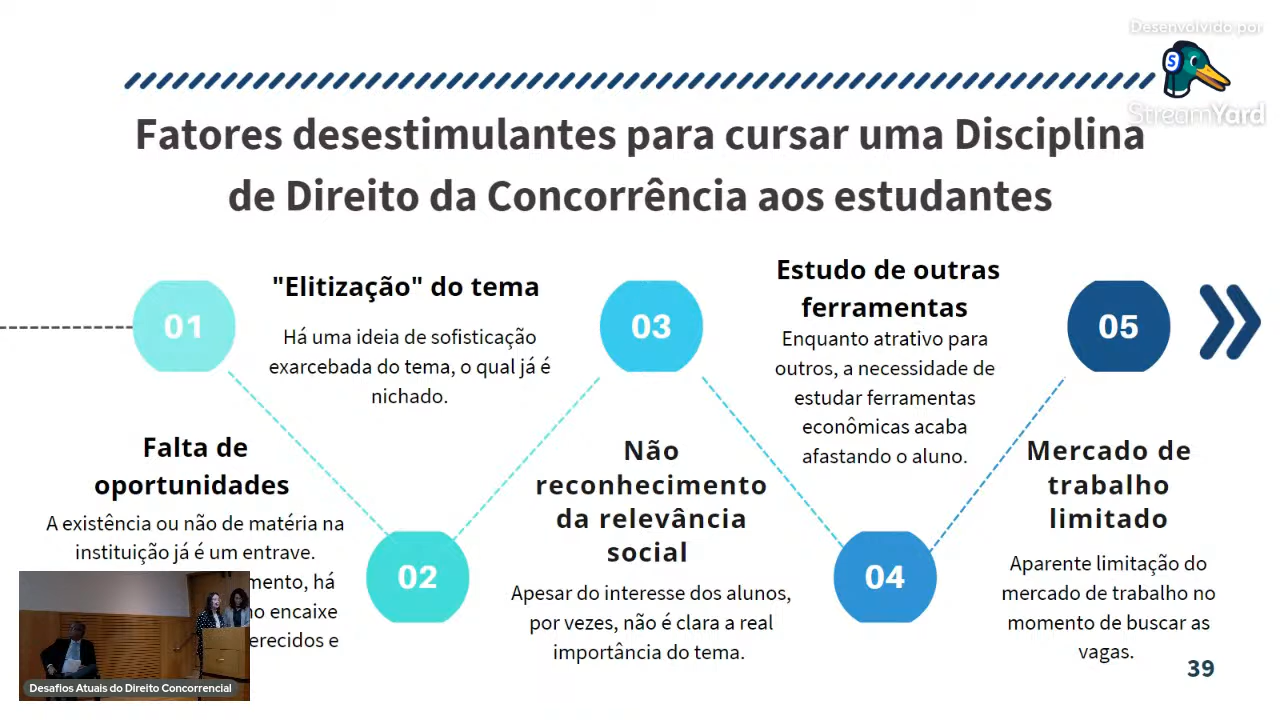 Desenvolvido por
StreamYard
Fatores desestimulantes para cursar uma Disciplina
de Direito da Concorrência aos estudantes
01
"Elitização" do tema
Há uma ideia de sofisticação
exarcebada do tema, o qual já é
nichado.
Falta de
oportunidades
A existência ou não de matéria na
instituição já é um entrave.
há
encaixe
e
02
03
Não
reconhecimento
da relevância
social
Apesar do interesse dos alunos,
por vezes, não é clara a real
importância do tema.
Estudo de outras
ferramentas
Enquanto atrativo para
outros, a necessidade de
estudar ferramentas
econômicas acaba
afastando o aluno.
04
05
Mercado de
trabalho
limitado
Aparente limitação do
mercado de trabalho no
momento de buscar as
vagas.
39
Desafios Atuais do Direito Concorrencial